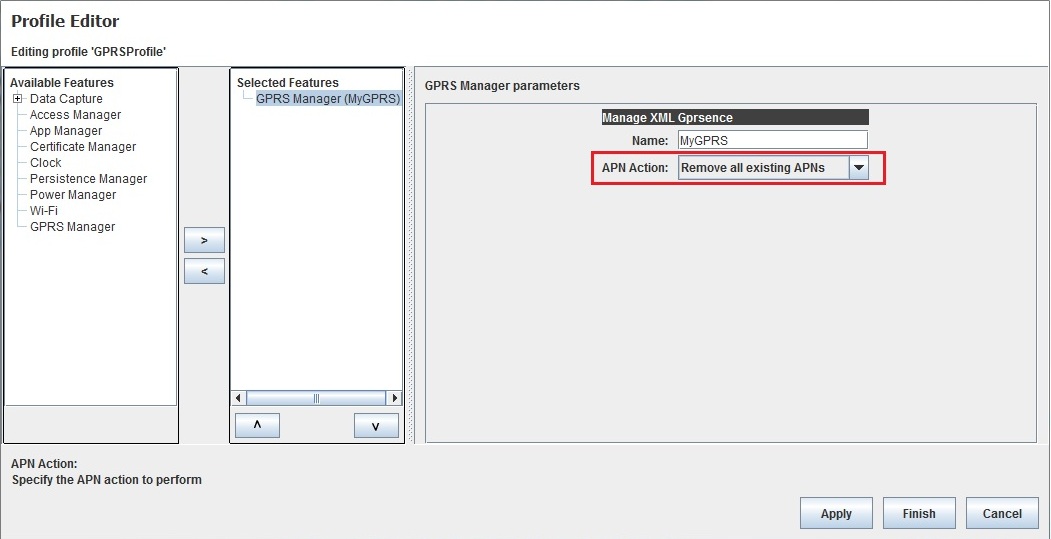 Profile Editor
Editing profile 'GPRSProfile'
Available Features
Data Capture
Access Manager
App Manager
Certificate Manager
Clock
Persistence Manager
Power Manager
Wi-Fi
GPRS Manager
>
<
Selected Features
GPRS Manager (MyGPRS)
^
v
GPRS Manager parameters
Manage XML Gprsence
Name: MyGPRS
APN Action: Remove all existing APNs
APN Action:
Specify the APN action to perform
Apply Finish Cancel